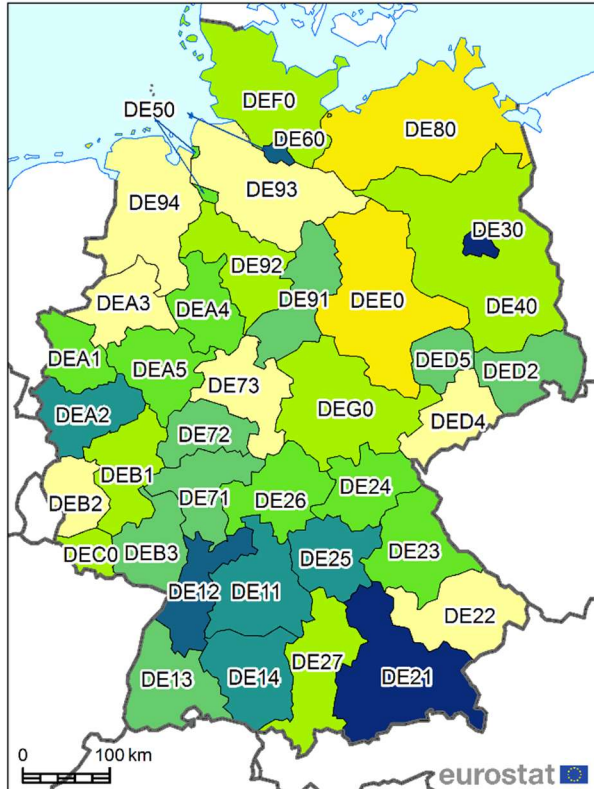 DEF0
DE50
DE60
DE80
DE93
DE94
DE30
DE92
DEA3
DE91
DEE0
DEA4
DE40
DEA1
DED5
DED2
DEA5
DE73
DEA2
DEG0
DED4
DE72
DEB1
DE71
DE26
DE24
DEB2
DEC0
DEB3
DE25
DE23
DE12
DE11
DE22
DE27
DE13
DE14
DE21
0 100 km
eurostat